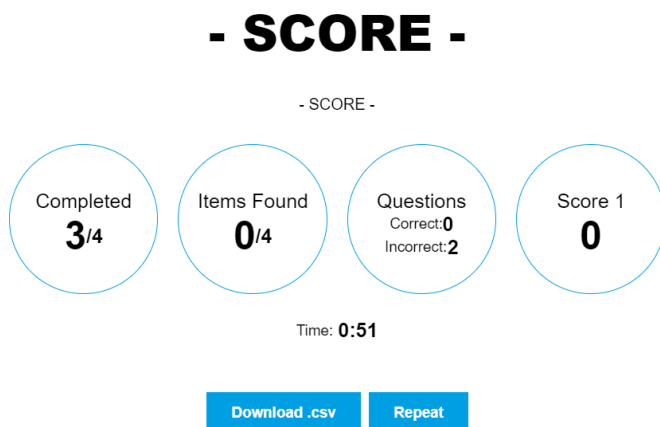 - SCORE -
- SCORE -
Completed
3/4
Items Found
0/4
Questions
Correct:0
Incorrect:2
Score 1
0
Time: 0:51
Download .csv
Repeat